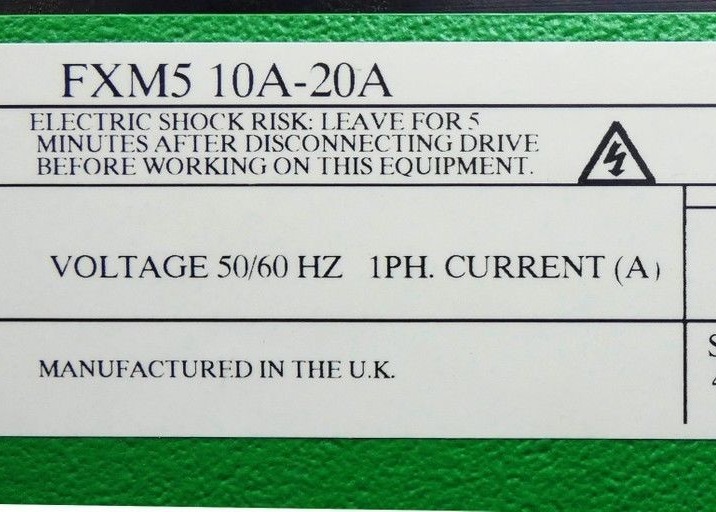 FXM5 10A-20A
ELECTRIC SHOCK RISK: LEAVE FOR 5
MINUTES AFTER DISCONNECTING DRIVE
BEFORE WORKING ON THIS EQUIPMENT.
VOLTAGE 50/60 HZ 1PH. CURRENT (A)
MANUFACTURED IN THE U.K.